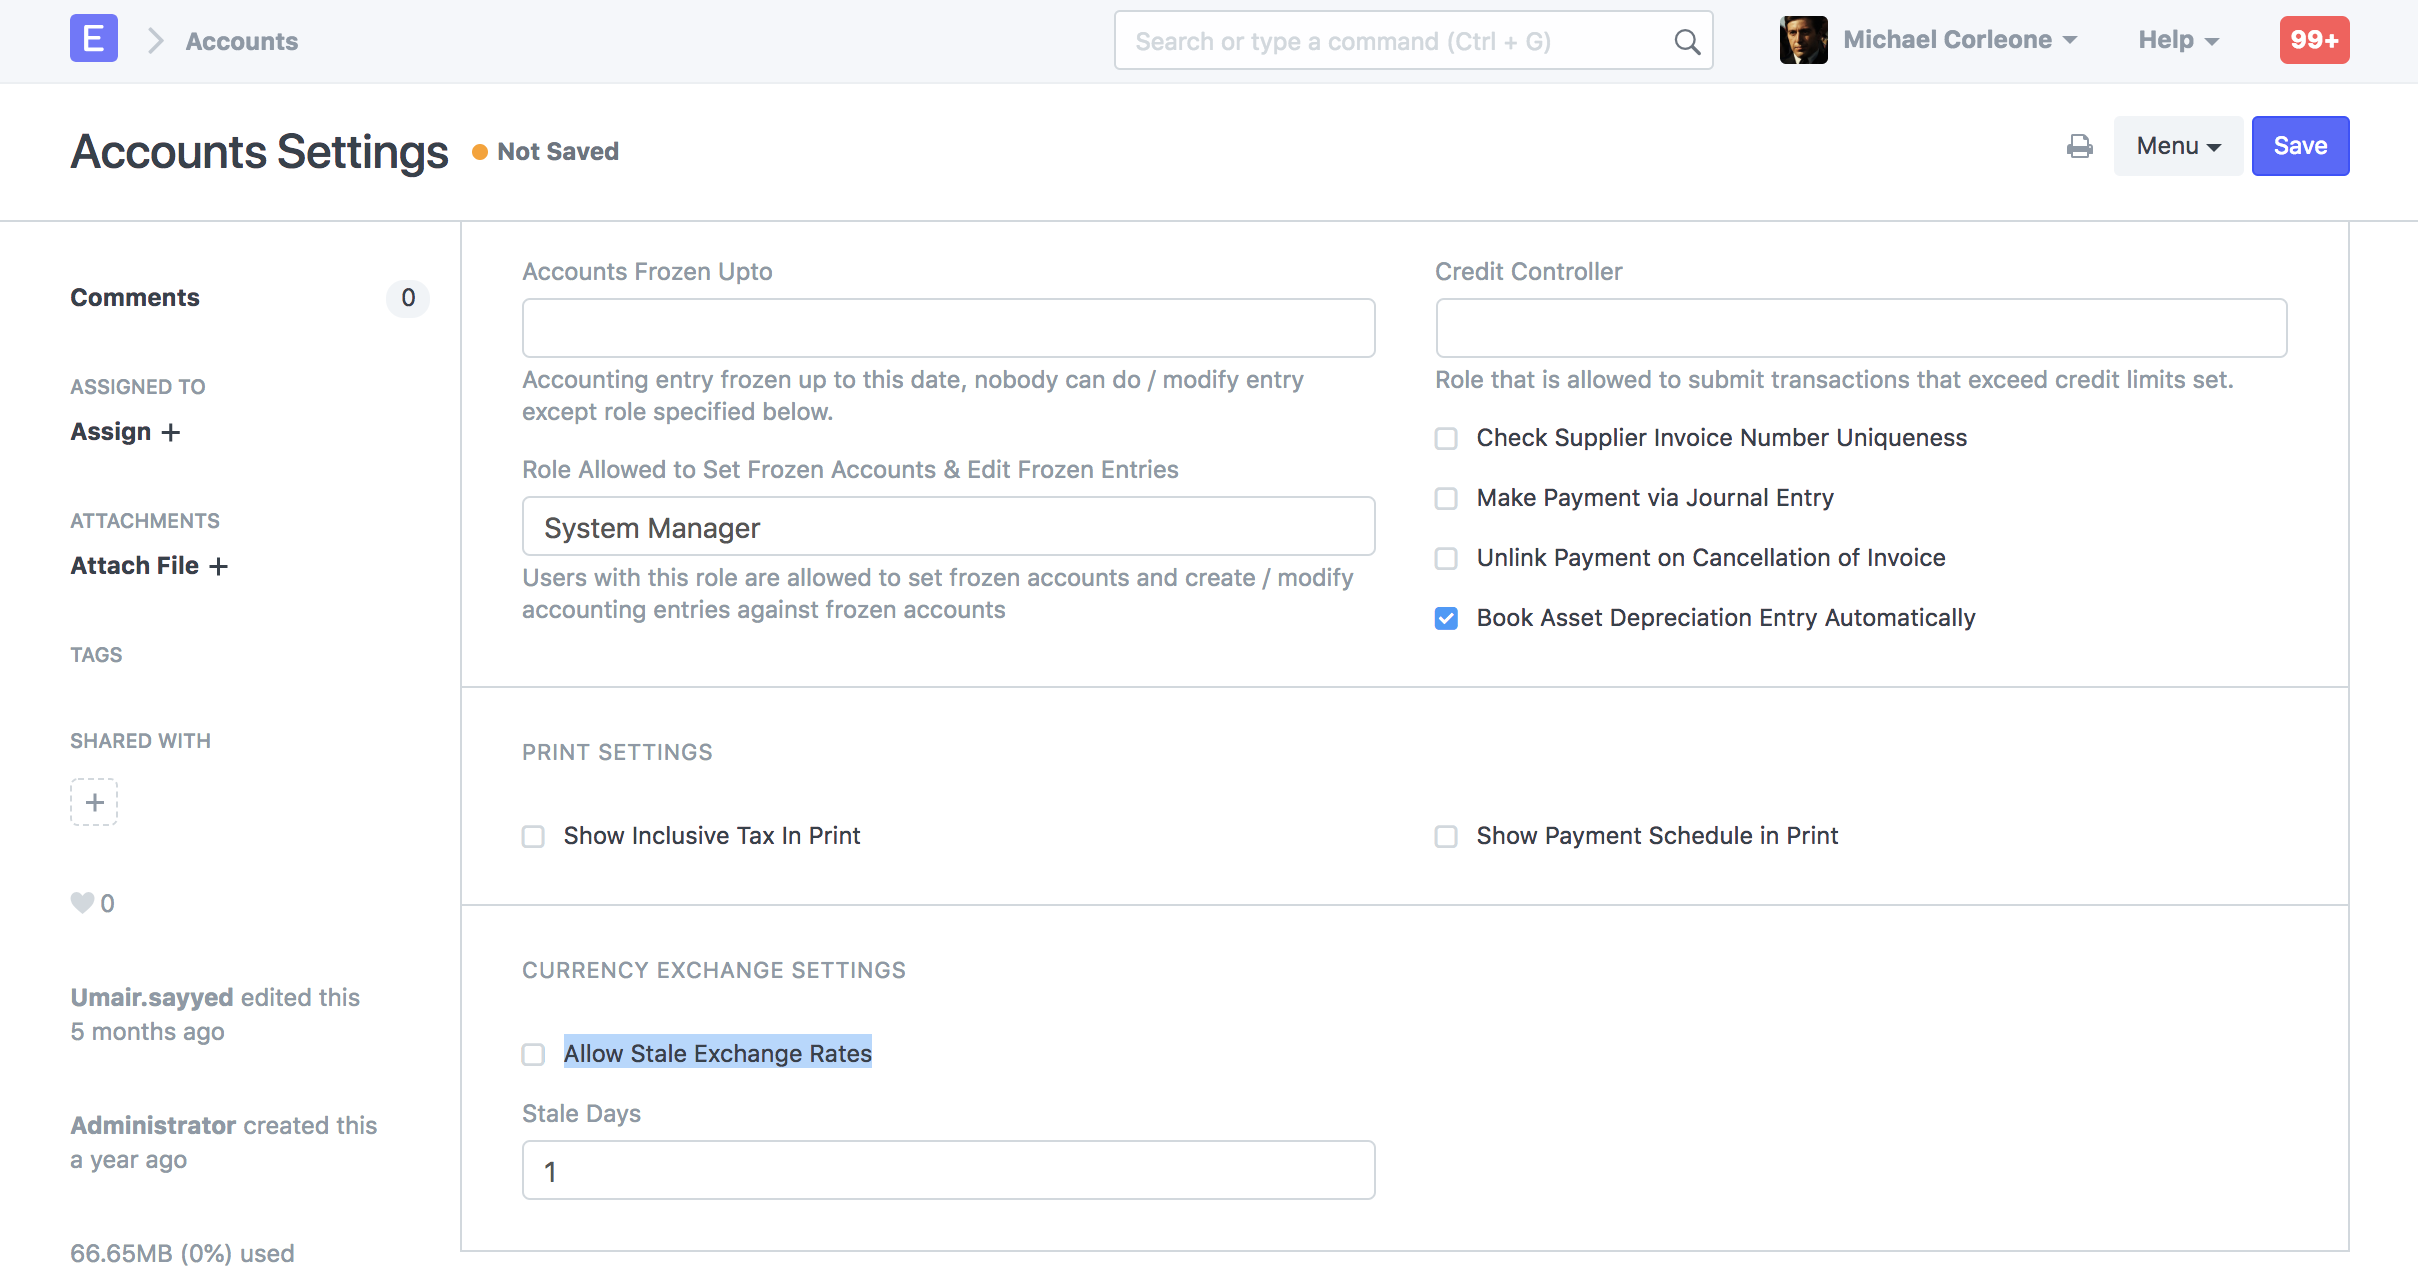 E
Accounts
Search or type a command (Ctrl + G)
Michael Corleone
Help
99+
Accounts Settings
Not Saved
Menu
Save
Comments
0
ASSIGNED TO
Assign +
ATTACHMENTS
Attach File +
TAGS
SHARED WITH
+
0
Umair.sayyed edited this
5 months ago
Administrator created this
a year ago
66.65MB (0%) used
Accounts Frozen Upto
Accounting entry frozen up to this date, nobody can do / modify entry
except role specified below.
Role Allowed to Set Frozen Accounts & Edit Frozen Entries
System Manager
Users with this role are allowed to set frozen accounts and create / modify
accounting entries against frozen accounts
Credit Controller
Role that is allowed to submit transactions that exceed credit limits set.
Check Supplier Invoice Number Uniqueness
Make Payment via Journal Entry
Unlink Payment on Cancellation of Invoice
Book Asset Depreciation Entry Automatically
PRINT SETTINGS
Show Inclusive Tax In Print
Show Payment Schedule in Print
CURRENCY EXCHANGE SETTINGS
Allow Stale Exchange Rates
Stale Days
1